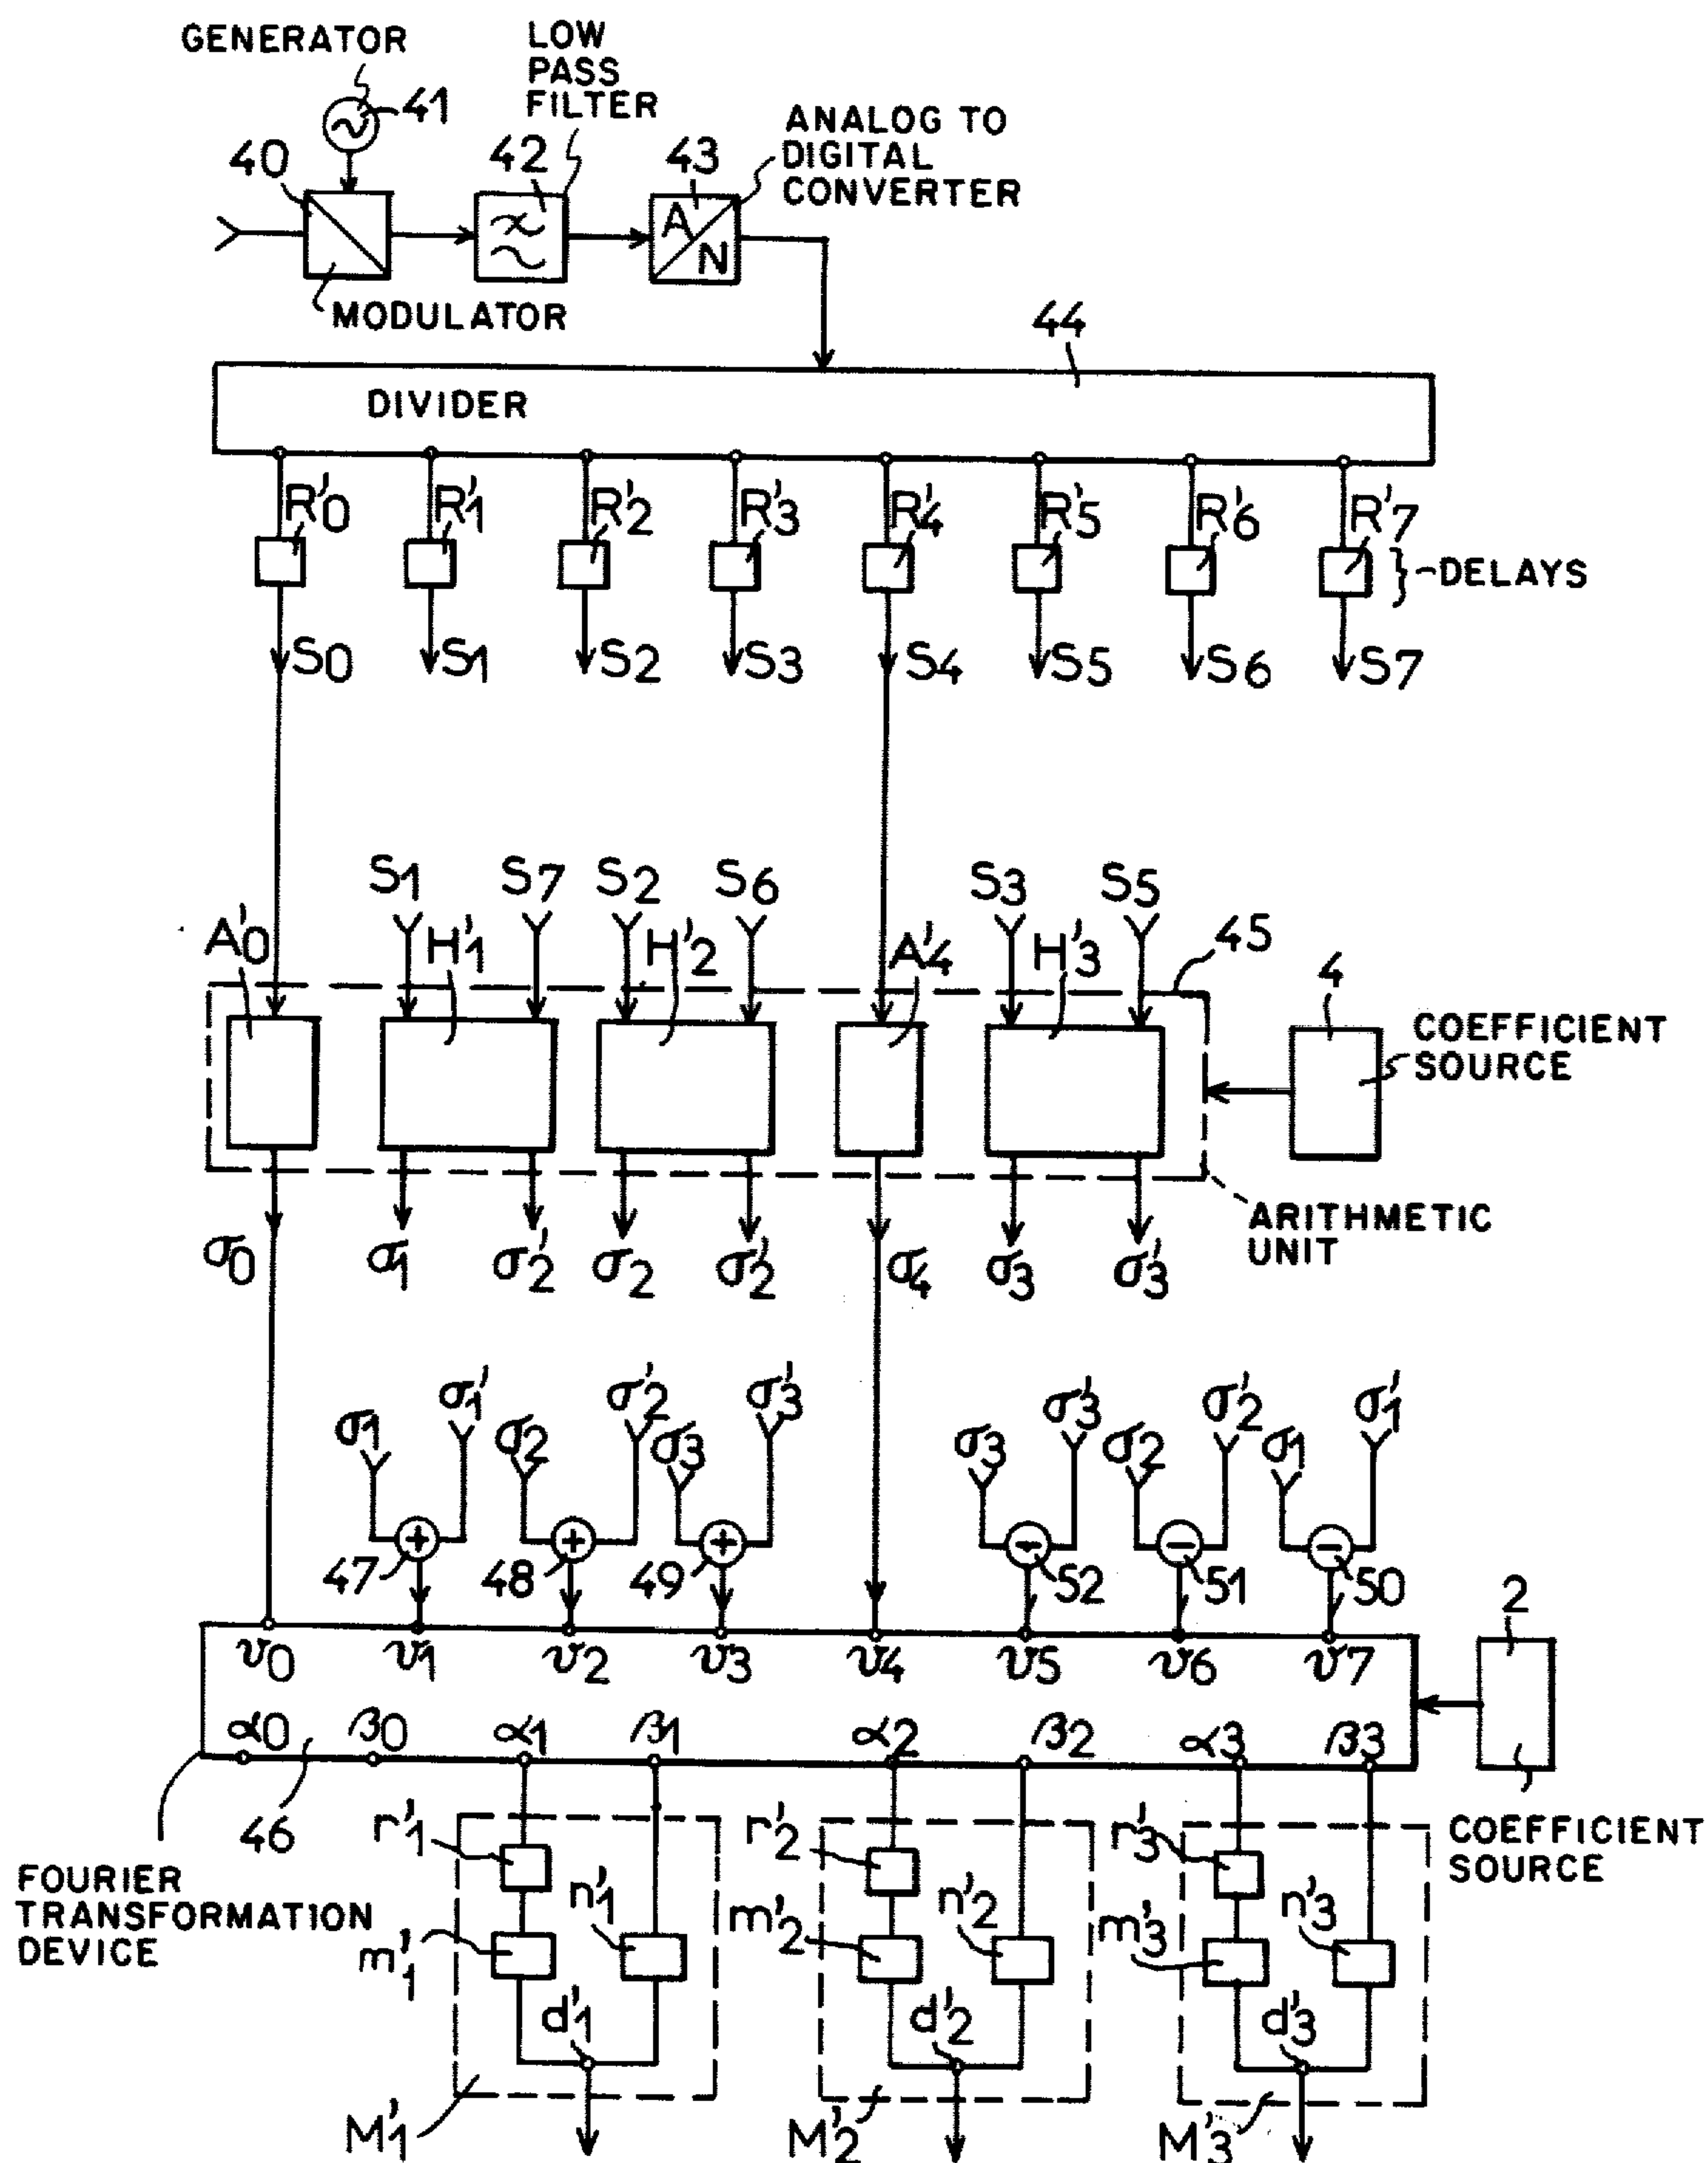 GENERATOR
LOW
PASS
FILTER
41
ANALOG TO
DIGITAL
CONVERTER
40
42
43
A
N
MODULATOR
44
DIVIDER
R'0 R'1 R'2 R'3 R'4 R'5 R'6 R'7
DELAYS
S0 S1 S2 S3 S4 S5 S6 S7
S1 S7 S2 S6 S3 S5
A'0 H'1 H'2 A'4 H'3 45
4
COEFFICIENT
SOURCE
ARITHMETIC
UNIT
σ0 σ1 σ'2 σ2 σ'2 σ4 σ3 σ'3
σ1 σ'1 σ2 σ'2 σ3 σ'3 σ3 σ'3 σ2 σ'2 σ1 σ'1
+ + + - - -
47 48 49 52 51 50
2
v0 v1 v2 v3 v4 v5 v6 v7
α0 β0 α1 β1 α2 β2 α3 β3
46
COEFFICIENT
SOURCE
FOURIER
TRANSFORMATION
DEVICE
r'1 r'2 r'3
m'1 n'1 m'2 n'2 m'3 n'3
d'1 d'2 d'3
M'1 M'2 M'3